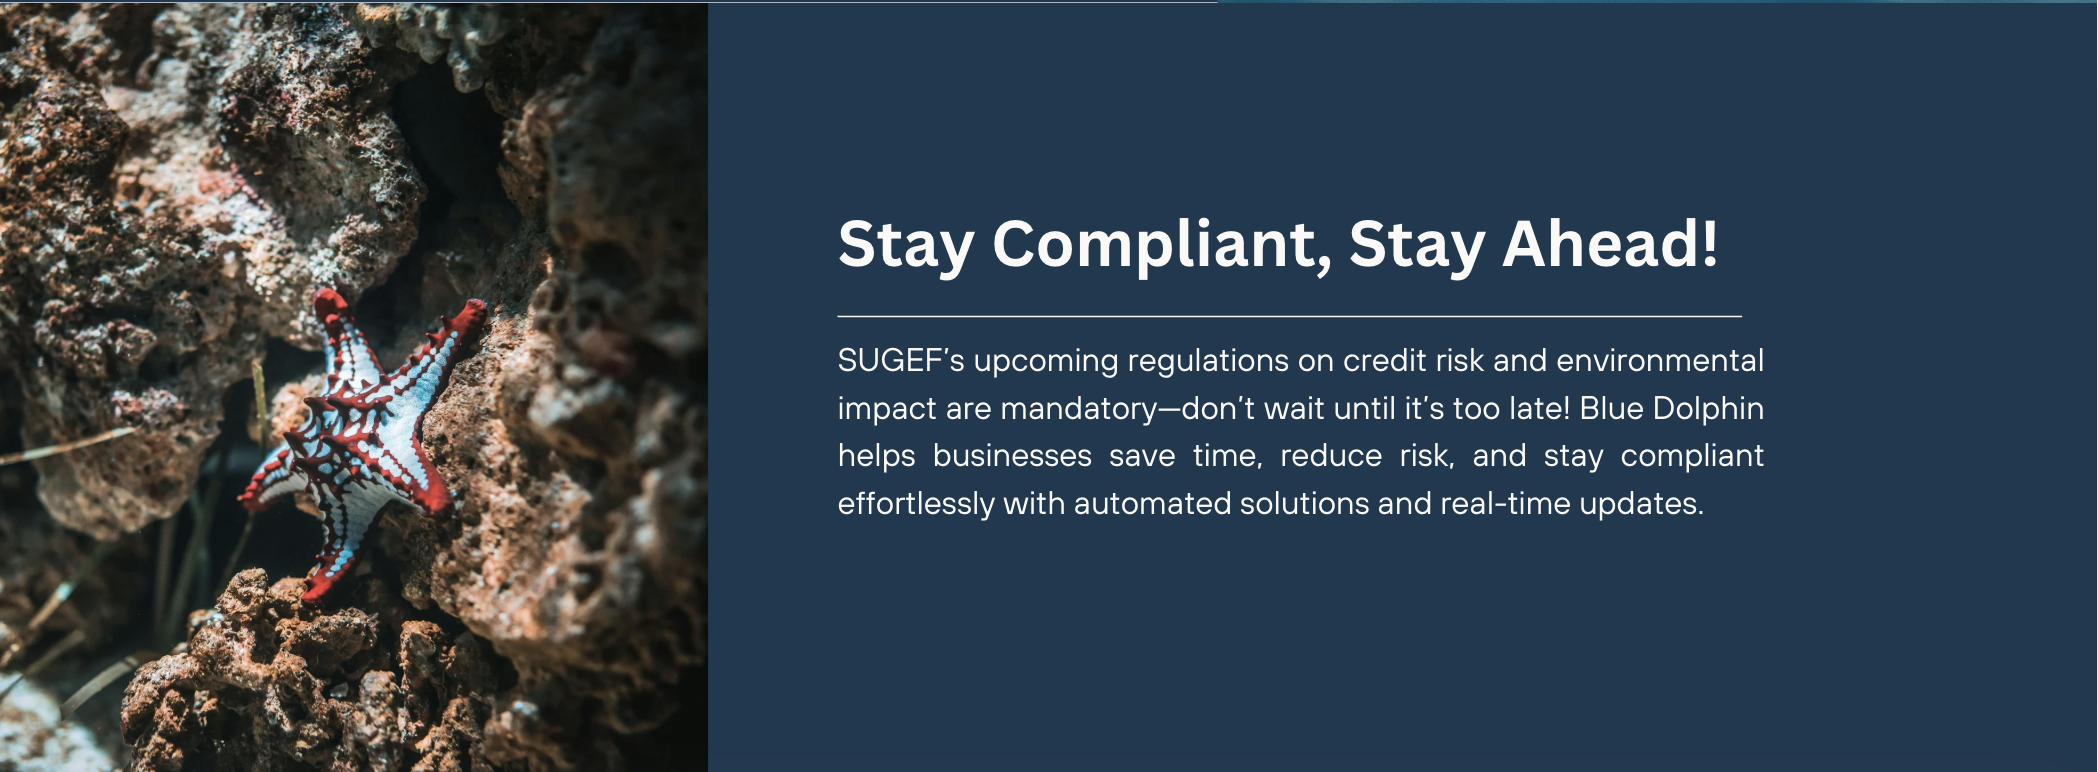 Stay Compliant, Stay Ahead!
SUGEF’s upcoming regulations on credit risk and environmental
impact are mandatory—don’t wait until it’s too late! Blue Dolphin
helps businesses save time, reduce risk, and stay compliant
effortlessly with automated solutions and real-time updates.